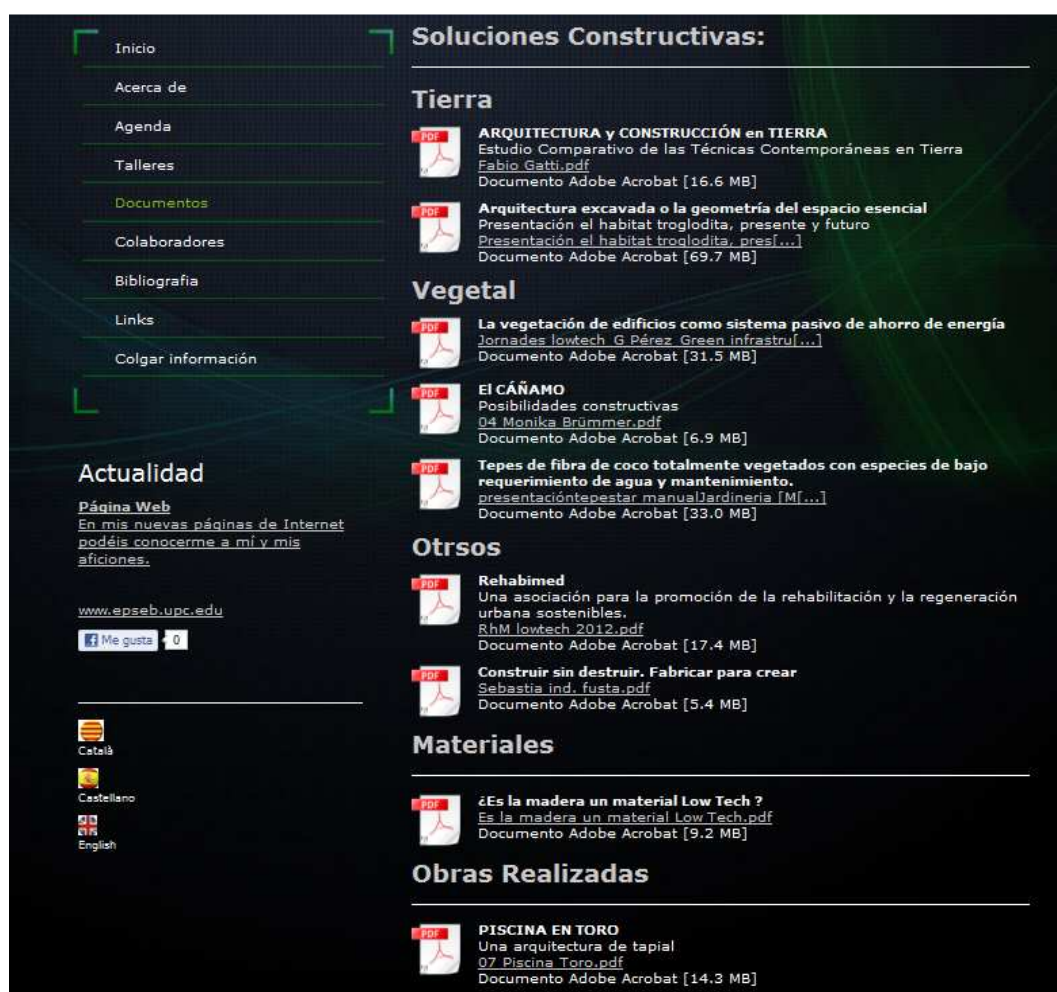 Inicio
Acerca de
Agenda
Talleres
Documentos
Colaboradores
Bibliografia
Links
Colgar información
Actualidad
Página Web
En mis nuevas páginas de Internet
podéis conocerme a mí y mis
aficiones.
www.epseb.upc.edu
Me gusta 0
Català
Castellano
English
Soluciones Constructivas:
Tierra
PDF
ARQUITECTURA y CONSTRUCCIÓN en TIERRA
Estudio Comparativo de las Técnicas Contemporáneas en Tierra
Fabio Gatti.pdf
Documento Adobe Acrobat [16.6 MB]
PDF
Arquitectura excavada o la geometría del espacio esencial
Presentación el habitat troglodita, presente y futuro
Presentación el habitat troglodita, pres[...]
Documento Adobe Acrobat [69.7 MB]
Vegetal
PDF
La vegetación de edificios como sistema pasivo de ahorro de energía
Jornades lowtech_G Pérez_Green infrastru[...]
Documento Adobe Acrobat [31.5 MB]
PDF
El CÁÑAMO
Posibilidades constructivas
04 Monika Brümmer.pdf
Documento Adobe Acrobat [6.9 MB]
PDF
Tepes de fibra de coco totalmente vegetados con especies de bajo
requerimiento de agua y mantenimiento.
presentacióntepestar manualJardineria [M[...]
Documento Adobe Acrobat [33.0 MB]
Otrsos
PDF
Rehabimed
Una asociación para la promoción de la rehabilitación y la regeneración
urbana sostenibles.
RhM lowtech 2012.pdf
Documento Adobe Acrobat [17.4 MB]
PDF
Construir sin destruir. Fabricar para crear
Sebastia ind. fusta.pdf
Documento Adobe Acrobat [5.4 MB]
Materiales
PDF
¿Es la madera un material Low Tech ?
Es la madera un material Low Tech.pdf
Documento Adobe Acrobat [9.2 MB]
Obras Realizadas
PDF
PISCINA EN TORO
Una arquitectura de tapial
07 Piscina Toro.pdf
Documento Adobe Acrobat [14.3 MB]